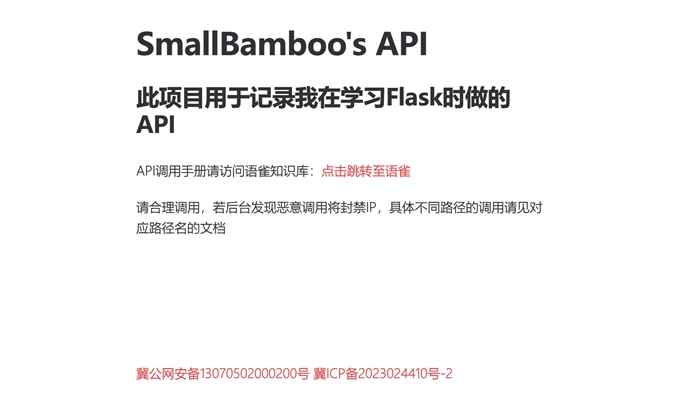 SmallBamboo's API
此项目用于记录我在学习Flask时做的
API
API调用手册请访问语雀知识库：点击跳转至语雀
请合理调用，若后台发现恶意调用将封禁IP，具体不同路径的调用请见对
应路径名的文档
冀公网安备13070502000200号 冀ICP备2023024410号-2